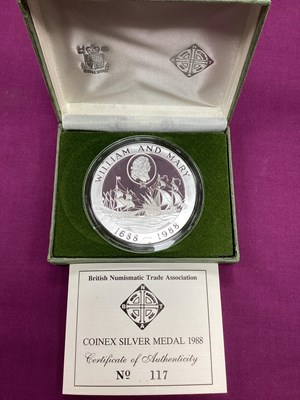 WILLIAM AND MARY
1688 – 1988
British Numismatic Trade Association
B N T A
COINEX SILVER MEDAL 1988
Certificate of Authenticity
No 117